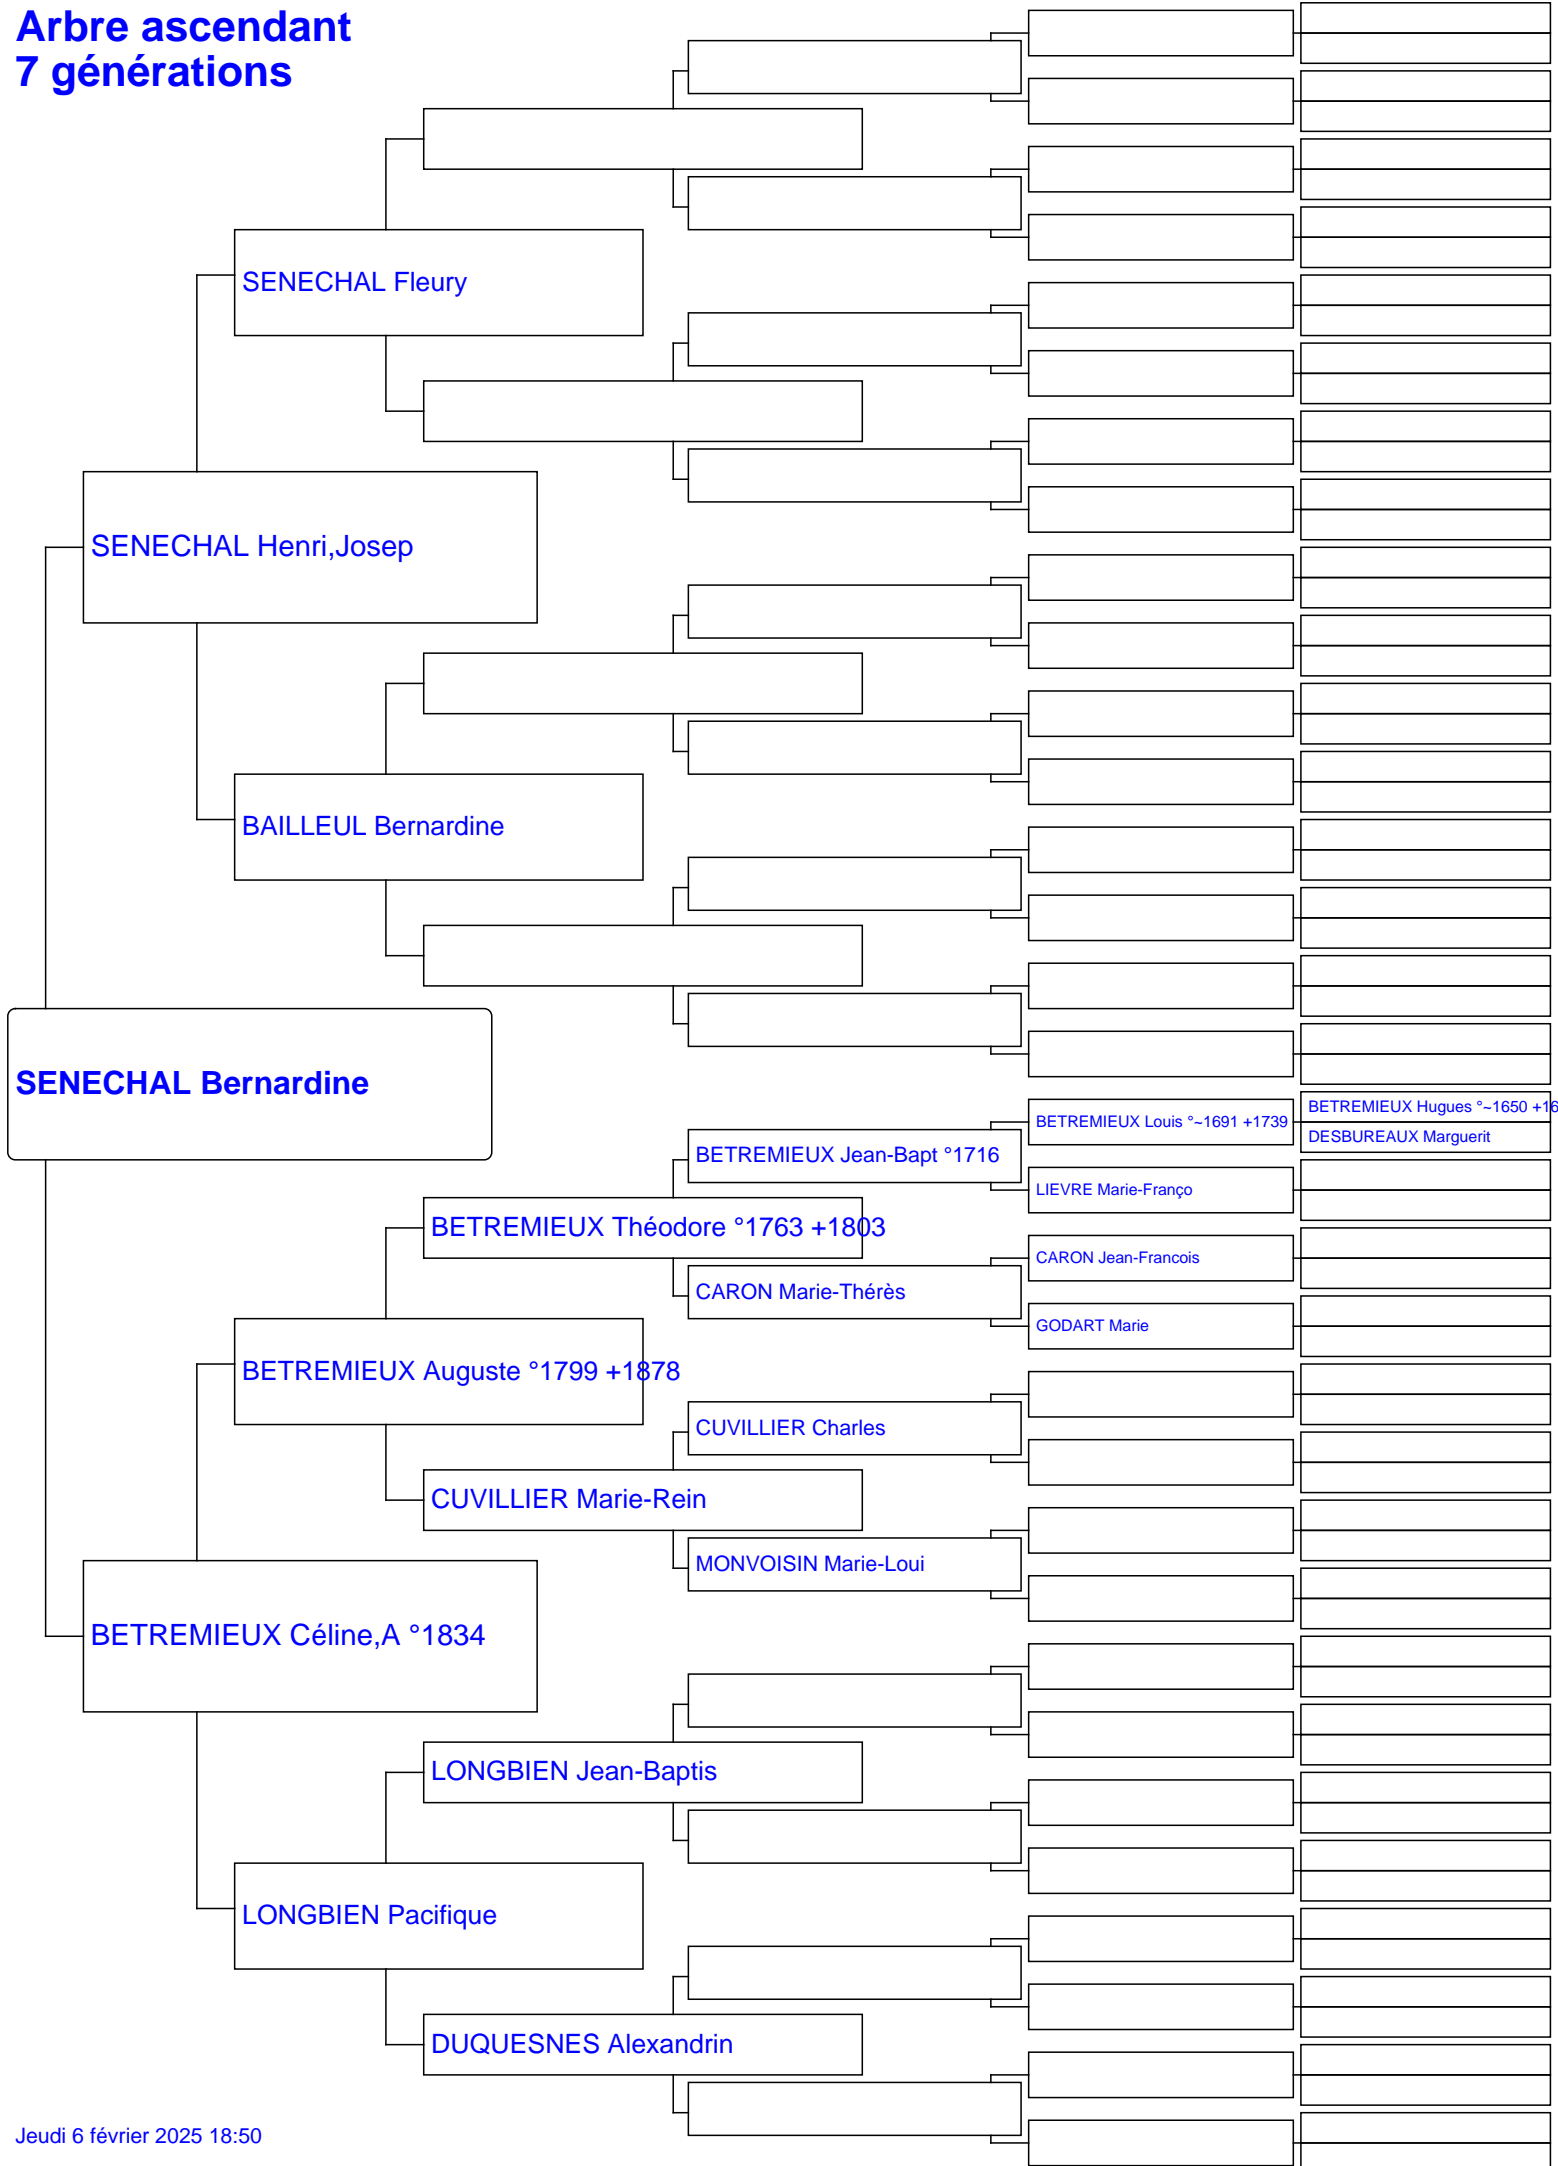 Arbre ascendant
7 générations
SENECHAL Fleury
SENECHAL Henri,Josep
BAILLEUL Bernardine
SENECHAL Bernardine
BETREMIEUX Hugues °~1650 +16
BETREMIEUX Louis °~1691 +1739
DESBUREAUX Marguerit
BETREMIEUX Jean-Bapt °1716
LIEVRE Marie-Franço
BETREMIEUX Théodore °1763 +1803
CARON Jean-Francois
CARON Marie-Thérès
GODART Marie
BETREMIEUX Auguste °1799 +1878
CUVILLIER Charles
CUVILLIER Marie-Rein
MONVOISIN Marie-Loui
BETREMIEUX Céline,A °1834
LONGBIEN Jean-Baptis
LONGBIEN Pacifique
DUQUESNES Alexandrin
Jeudi 6 février 2025 18:50